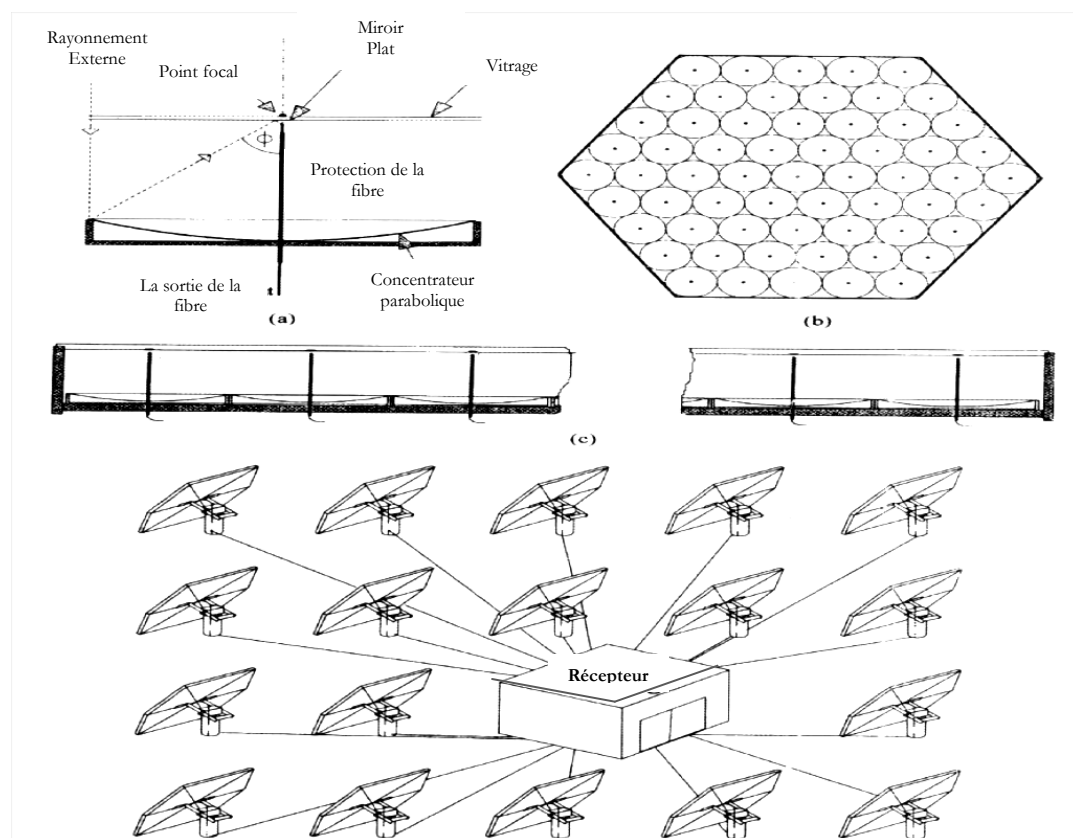 Rayonnement
Externe
Point focal
Miroir
Plat
Vitrage
Φ
Protection de la
fibre
La sortie de la
fibre
t
Concentrateur
parabolique
(a)
(b)
(c)
Récepteur